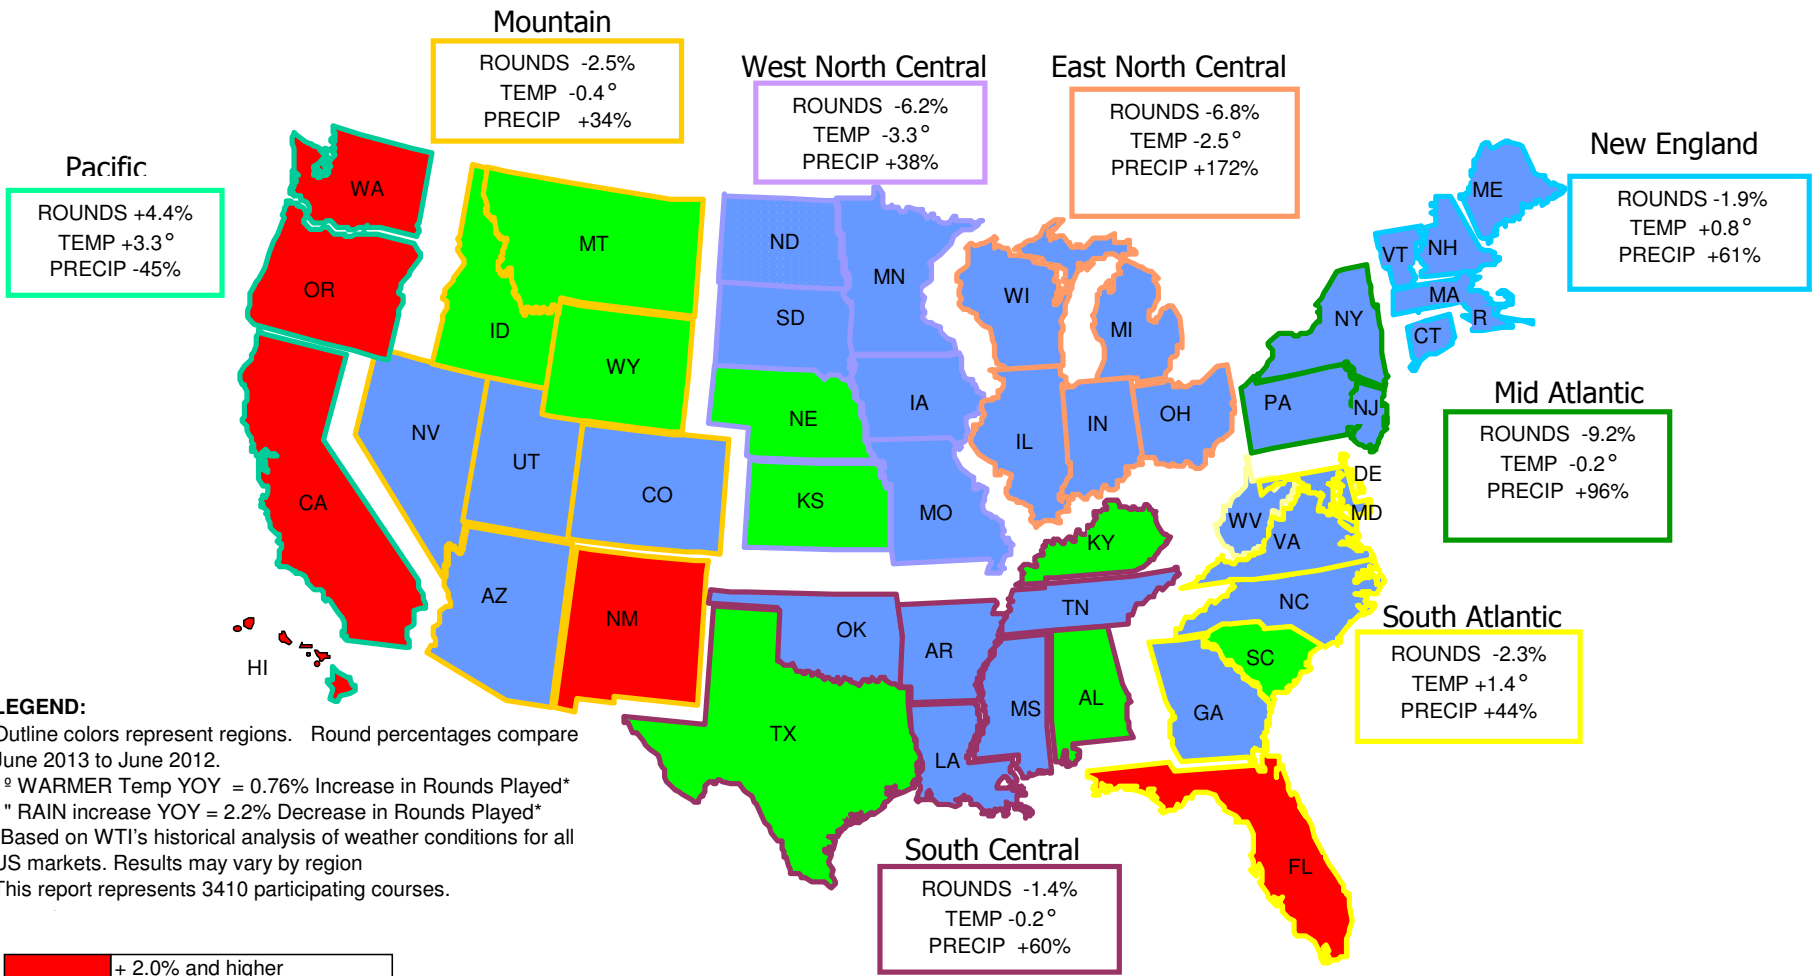 Mountain
ROUNDS -2.5%
TEMP -0.4°
PRECIP +34%
West North Central
ROUNDS -6.2%
TEMP -3.3°
PRECIP +38%
East North Central
ROUNDS -6.8%
TEMP -2.5°
PRECIP +172%
New England
ROUNDS -1.9%
TEMP +0.8°
PRECIP +61%
Pacific
ROUNDS +4.4%
TEMP +3.3°
PRECIP -45%
Mid Atlantic
ROUNDS -9.2%
TEMP -0.2°
PRECIP +96%
South Atlantic
ROUNDS -2.3%
TEMP +1.4°
PRECIP +44%
South Central
ROUNDS -1.4%
TEMP -0.2°
PRECIP +60%
WA
OR
CA
HI
MT
ID
WY
NV
UT
CO
AZ
NM
ND
SD
NE
KS
MN
IA
MO
WI
MI
IL
IN
OH
KY
TN
OK
AR
TX
LA
MS
AL
ME
VT
NH
MA
R
CT
NY
PA
NJ
DE
MD
WV
VA
NC
SC
GA
FL
LEGEND:
Outline colors represent regions. Round percentages compare
June 2013 to June 2012.
º WARMER Temp YOY = 0.76% Increase in Rounds Played*
" RAIN increase YOY = 2.2% Decrease in Rounds Played*
Based on WTI's historical analysis of weather conditions for all
US markets. Results may vary by region
This report represents 3410 participating courses.
+ 2.0% and higher